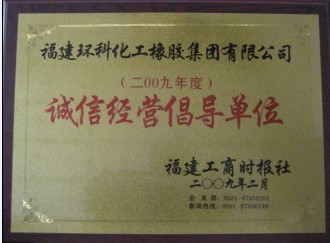 福建环科化工橡胶集团有限公司
（二00九年度）
诚信经营倡导单位
福建工商时报社
二〇〇九年二月